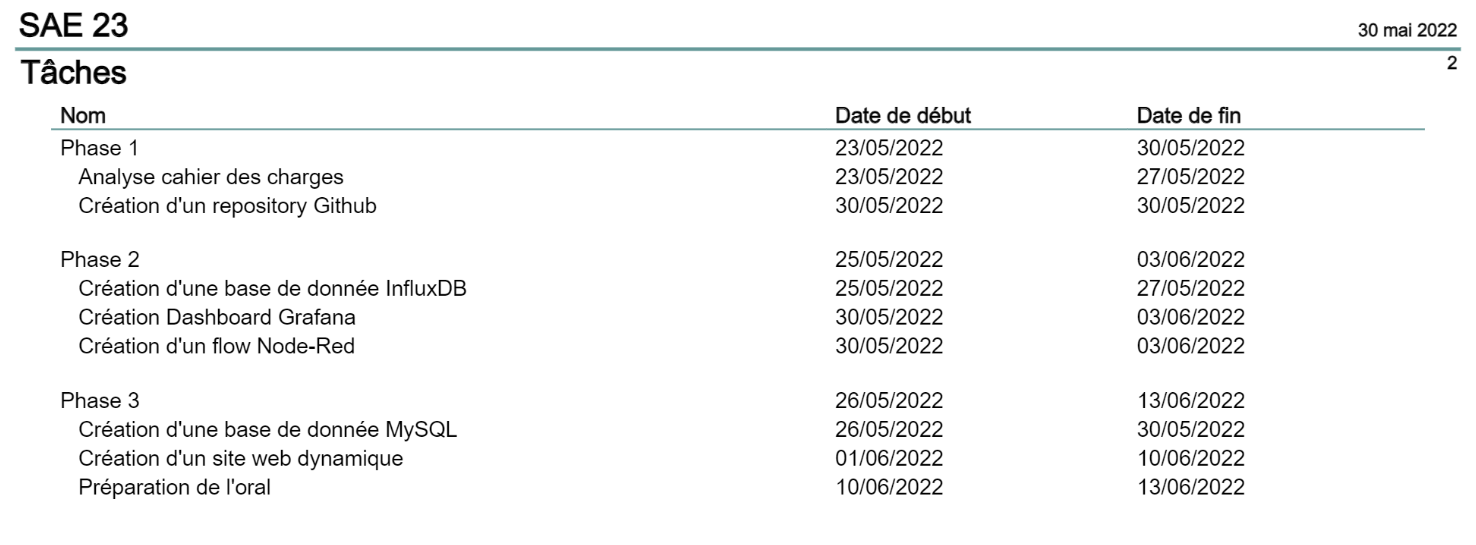 SAE 23
30 mai 2022
Tâches
2
Nom Date de début Date de fin
Phase 1 23/05/2022 30/05/2022
Analyse cahier des charges 23/05/2022 27/05/2022
Création d'un repository Github 30/05/2022 30/05/2022
Phase 2 25/05/2022 03/06/2022
Création d'une base de donnée InfluxDB 25/05/2022 27/05/2022
Création Dashboard Grafana 30/05/2022 03/06/2022
Création d'un flow Node-Red 30/05/2022 03/06/2022
Phase 3 26/05/2022 13/06/2022
Création d'une base de donnée MySQL 26/05/2022 30/05/2022
Création d'un site web dynamique 01/06/2022 10/06/2022
Préparation de l'oral 10/06/2022 13/06/2022